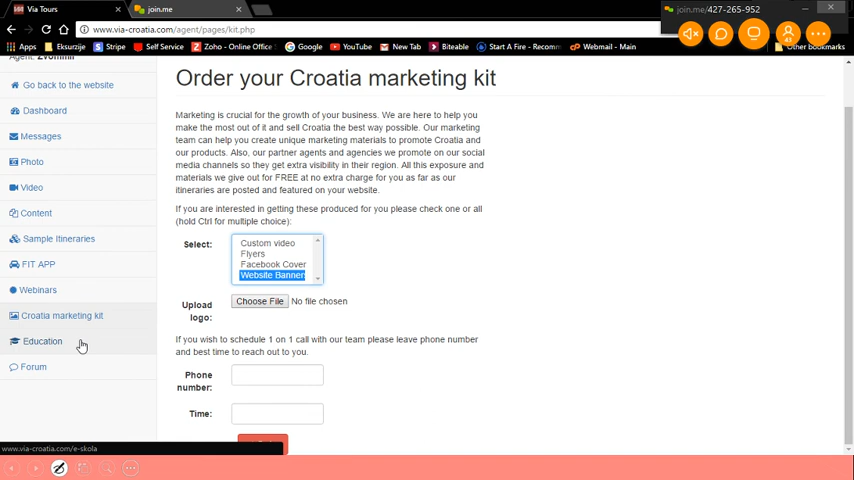 Via Tours
join.me
join.me/427-265-952
www.via-croatia.com/agent/pages/kit.php
Apps
Ekskurzije
Stripe
Self Service
Zoho - Online Office
Google
YouTube
New Tab
Biteable
Start A Fire - Recomm
Webmail - Main
Other bookmarks
43
Agent: Zvonimir
Go back to the website
Dashboard
Messages
Photo
Video
Content
Sample Itineraries
FIT APP
Webinars
Croatia marketing kit
Education
Forum
Order your Croatia marketing kit
Marketing is crucial for the growth of your business. We are here to help you
make the most out of it and sell Croatia the best way possible. Our marketing
team can help you create unique marketing materials to promote Croatia and
our products. Also, our partner agents and agencies we promote on our social
media channels so they get extra visibility in their region. All this exposure and
materials we give out for FREE at no extra charge for you as far as our
itineraries are posted and featured on your website.
If you are interested in getting these produced for you please check one or all
(hold Ctrl for multiple choice):
Select:
Custom video
Flyers
Facebook Cover
Website Banner
Upload
logo:
Choose File No file chosen
If you wish to schedule 1 on 1 call with our team please leave phone number
and best time to reach out to you.
Phone
number:
Time:
www.via-croatia.com/e-skola